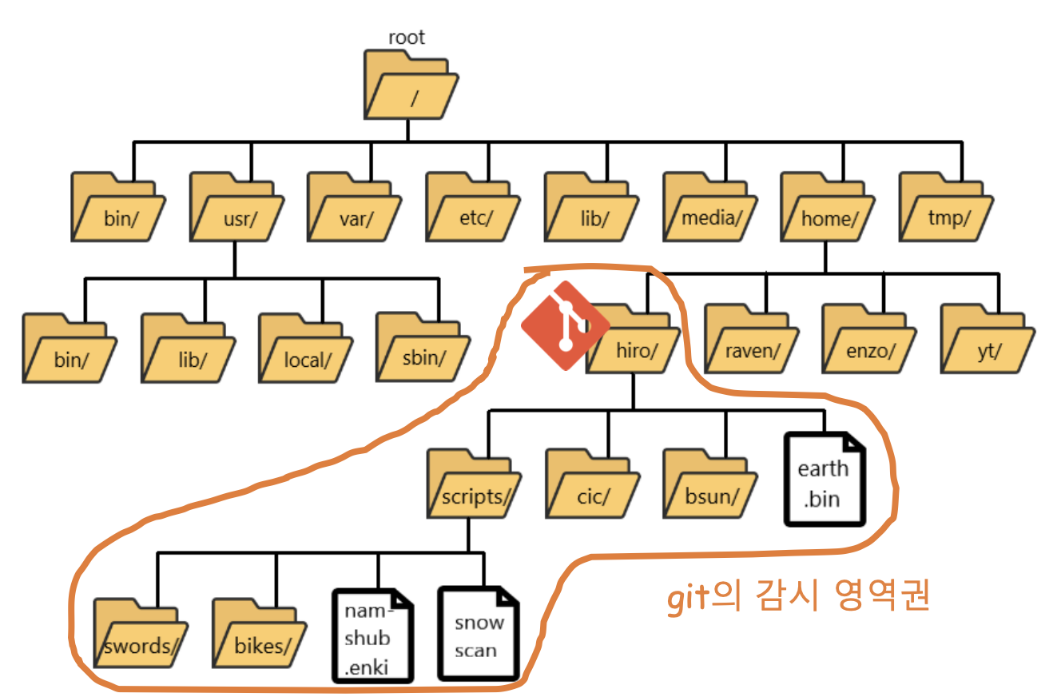 root
/
bin/
usr/
var/
etc/
lib/
media/
home/
tmp/
bin/
lib/
local/
sbin/
hiro/
raven/
enzo/
yt/
scripts/
cic/
bsun/
earth
.bin
git의 감시 영역권
swords/
bikes/
nam-
shub
.enki
snow
scan